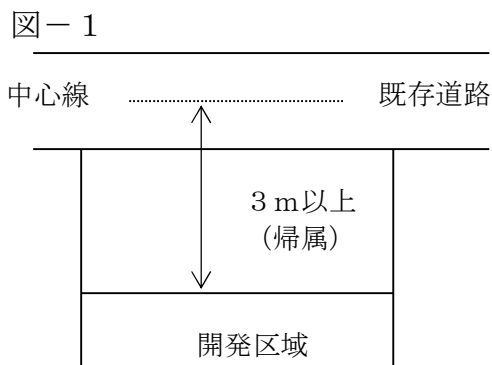 図－１
中心線
既存道路
３ｍ以上
（帰属）
開発区域